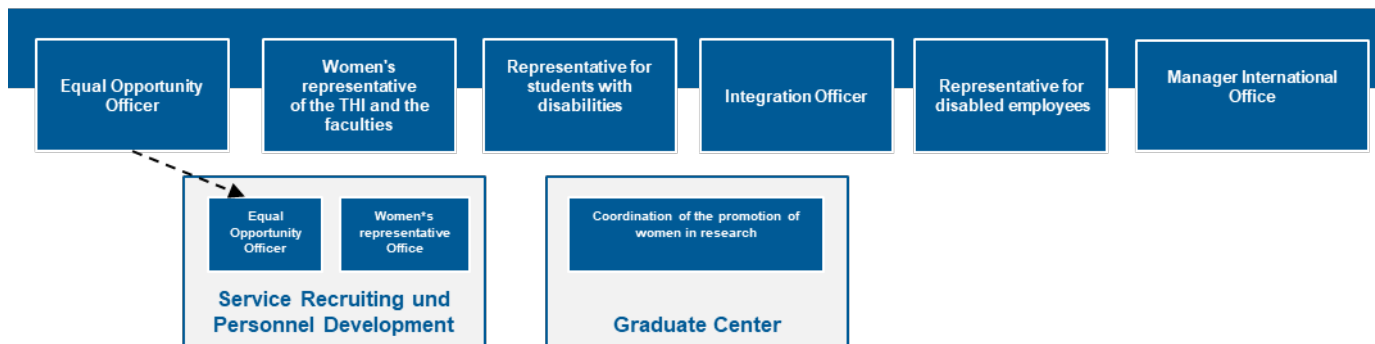 Equal Opportunity
Officer
Women's
representative
of the THI and the
faculties
Representative for
students with
disabilities
Integration Officer
Representative for
disabled employees
Manager International
Office
Equal
Opportunity
Officer
Women*s
representative
Office
Service Recruiting und
Personnel Development
Coordination of the promotion of
women in research
Graduate Center